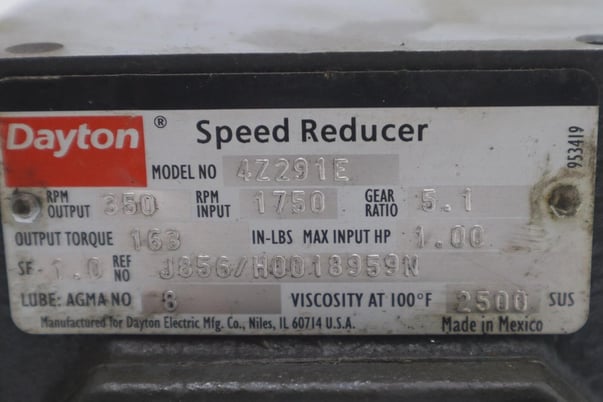 Dayton® Speed Reducer
MODEL NO 4Z291E
RPM OUTPUT 350 RPM INPUT 1750 GEAR RATIO 5.1
OUTPUT TORQUE 163 IN-LBS MAX INPUT HP 1.00
SF 1.0 REF NO J856/H0018959N
LUBE: AGMA NO 8 VISCOSITY AT 100°F 2500 SUS
Manufactured for Dayton Electric Mfg. Co., Niles, IL 60714 U.S.A. Made in Mexico
953419